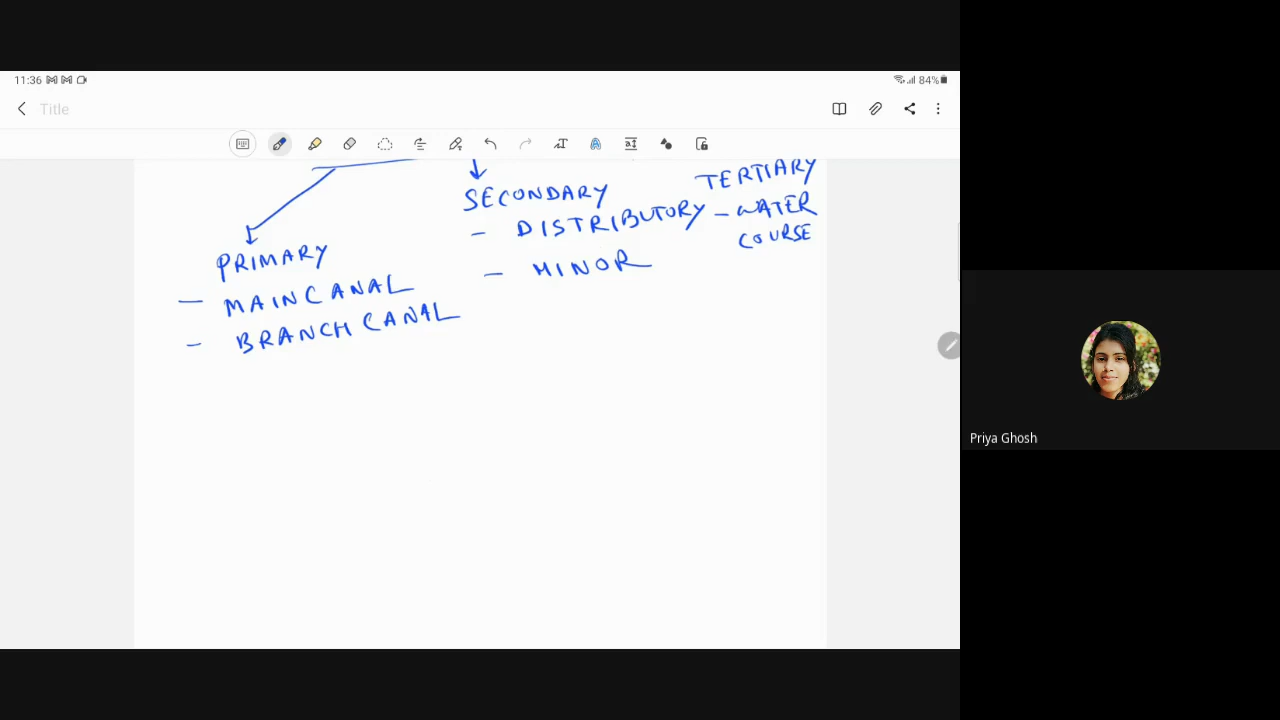 11:36
84%
Title
TERTIARY
- WATER
COURSE
SECONDARY
- DISTRIBUTORY
- MINOR
PRIMARY
- MAIN CANAL
- BRANCH CANAL
Priya Ghosh